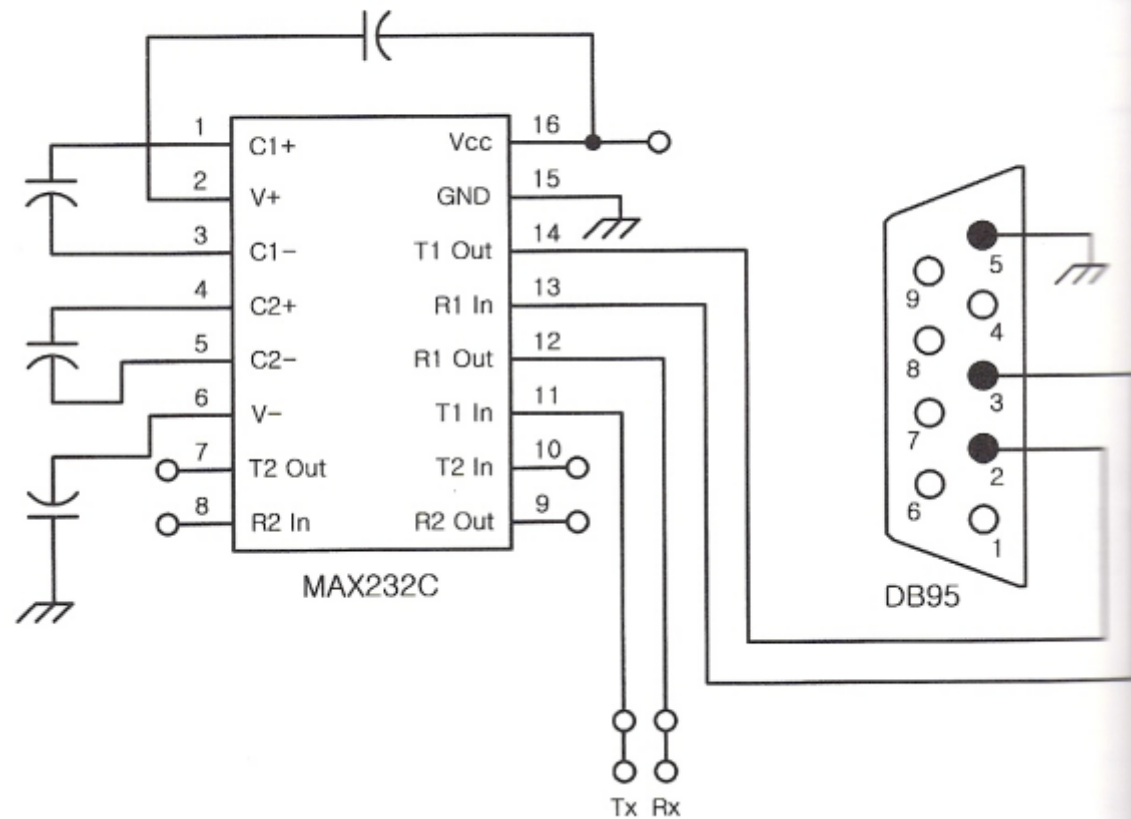 1
C1+
Vcc
16
2
V+
GND
15
3
C1-
T1 Out
14
4
C2+
R1 In
13
5
C2-
R1 Out
12
6
V-
T1 In
11
7
T2 Out
T2 In
10
8
R2 In
R2 Out
9
MAX232C
5
9
4
8
3
7
2
6
1
DB95
Tx Rx